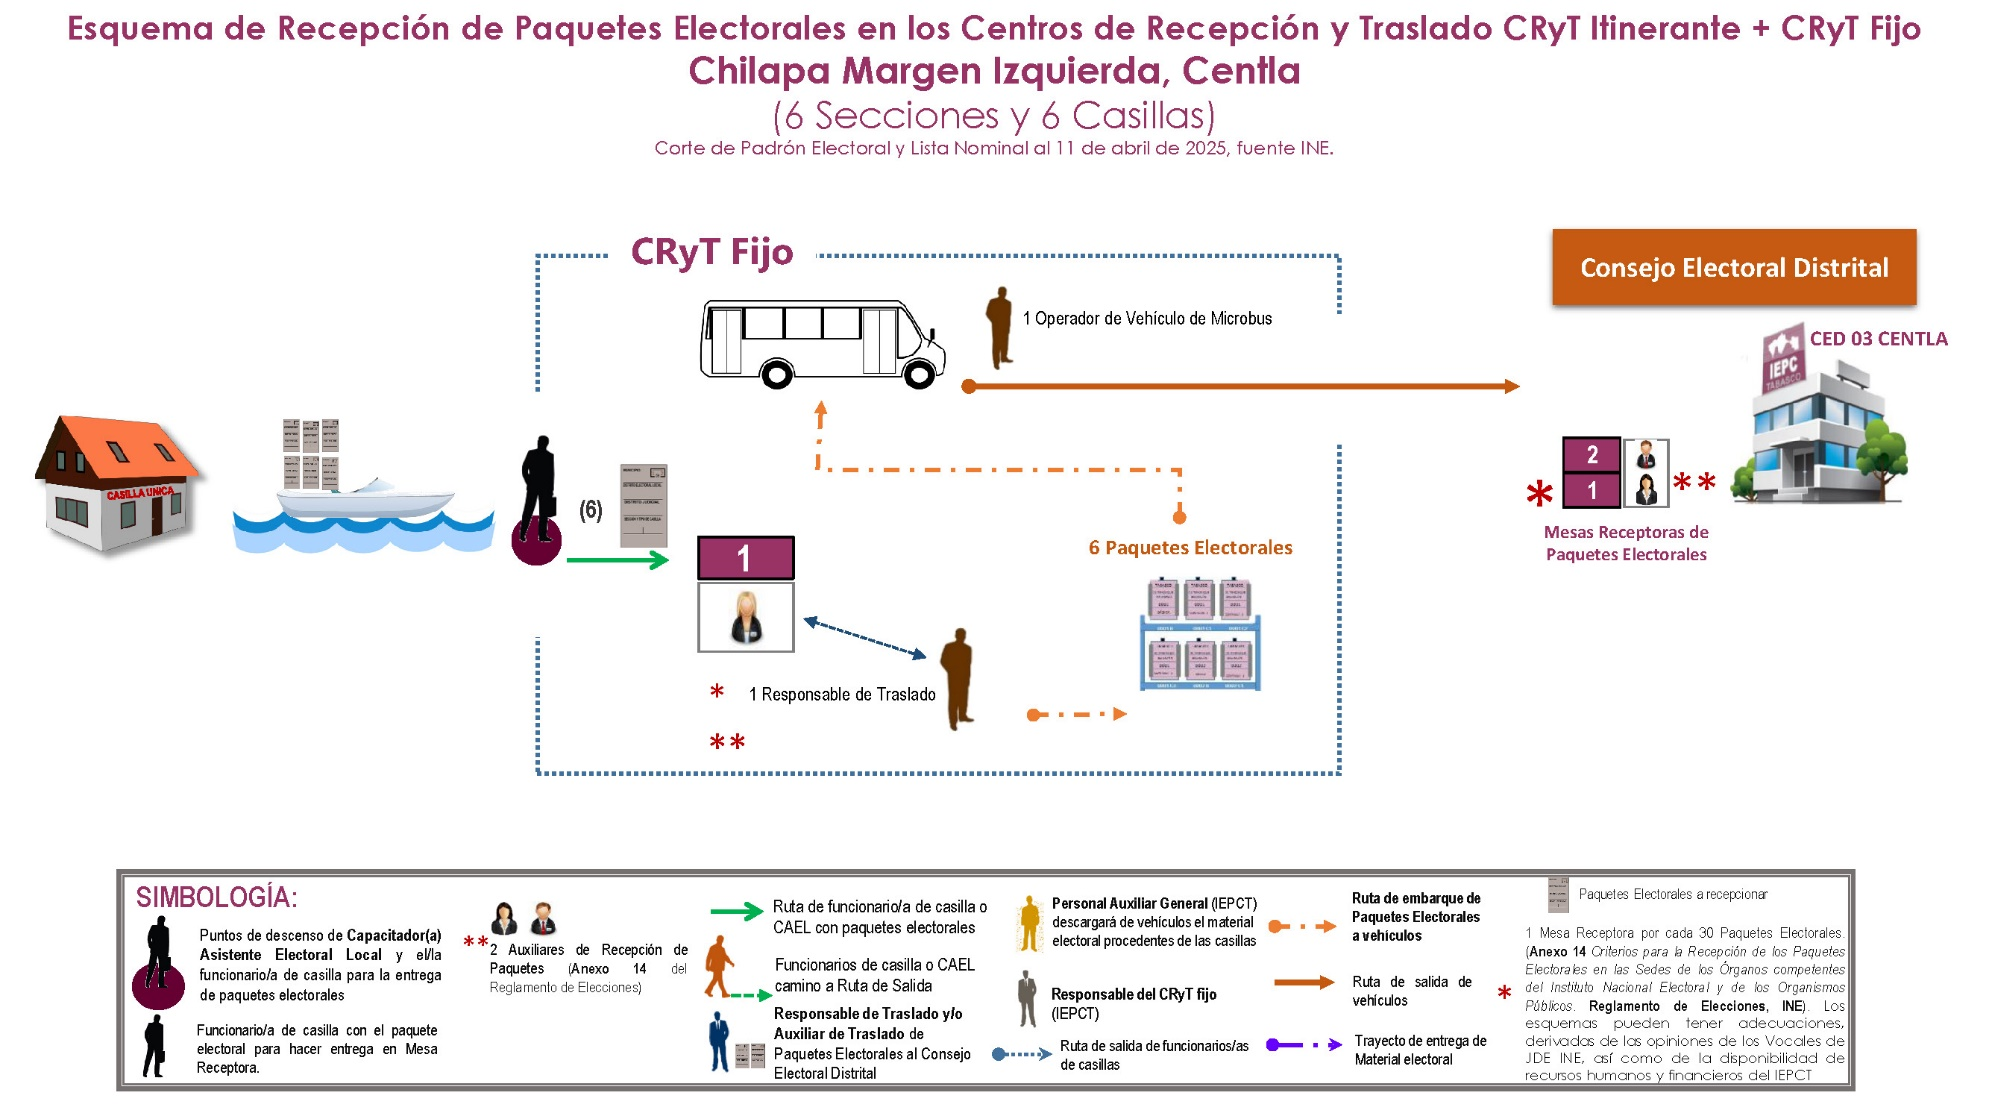 Esquema de Recepción de Paquetes Electorales en los Centros de Recepción y Traslado CRyT Itinerante + CRyT Fijo
Chilapa Margen Izquierda, Centla
(6 Secciones y 6 Casillas)
Corte de Padrón Electoral y Lista Nominal al 11 de abril de 2025, fuente INE.
CRyT Fijo
Consejo Electoral Distrital
1 Operador de Vehículo de Microbus
CED 03 CENTLA
IEPC
TABASCO
CASILLA UNICA
(6)
2
1
*
**
Mesas Receptoras de
Paquetes Electorales
1
6 Paquetes Electorales
* 1 Responsable de Traslado
**
SIMBOLOGÍA:
Puntos de descenso de Capacitador(a)
Asistente Electoral Local y el/la
funcionario/a de casilla para la entrega
de paquetes electorales
Funcionario/a de casilla con el paquete
electoral para hacer entrega en Mesa
Receptora.
**
2 Auxiliares de Recepción de
Paquetes (Anexo 14 del
Reglamento de Elecciones)
Ruta de funcionario/a de casilla o
CAEL con paquetes electorales
Funcionarios de casilla o CAEL
camino a Ruta de Salida
Responsable de Traslado y/o
Auxiliar de Traslado de
Paquetes Electorales al Consejo
Electoral Distrital
Personal Auxiliar General (IEPCT)
descargará de vehículos el material
electoral procedentes de las casillas
Responsable del CRyT fijo
(IEPCT)
Ruta de salida de funcionarios/as
de casillas
Ruta de embarque de
Paquetes Electorales
a vehículos
Ruta de salida de
vehículos
Trayecto de entrega de
Material electoral
Paquetes Electorales a recepcionar
*
1 Mesa Receptora por cada 30 Paquetes Electorales.
(Anexo 14 Criterios para la Recepción de los Paquetes
Electorales en las Sedes de los Órganos competentes
del Instituto Nacional Electoral y de los Organismos
Públicos. Reglamento de Elecciones, INE). Los
esquemas pueden tener adecuaciones,
derivadas de las opiniones de los Vocales de
JDE INE, así como de la disponibilidad de
recursos humanos y financieros del IEPCT